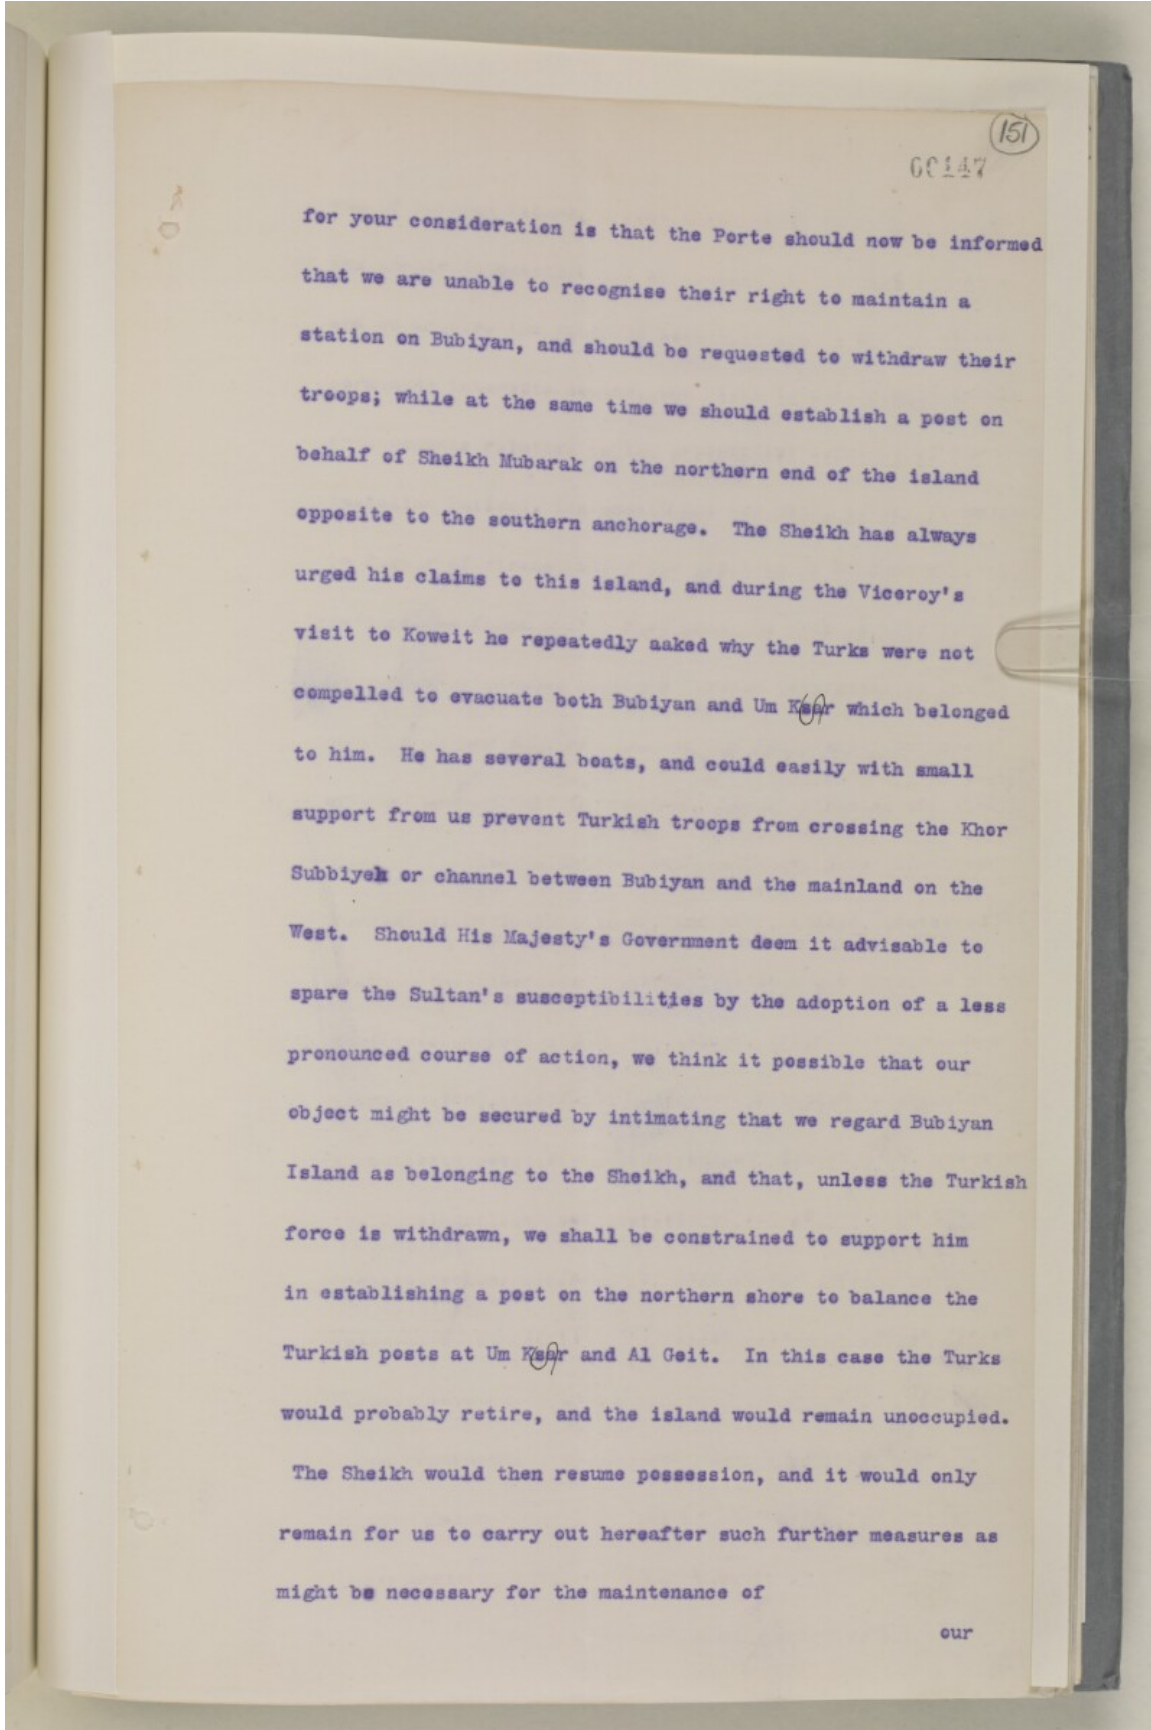 151
00147
for your consideration is that the Porte should now be informed
that we are unable to recognise their right to maintain a
station on Bubiyan, and should be requested to withdraw their
troops; while at the same time we should establish a post on
behalf of Sheikh Mubarak on the northern end of the island
opposite to the southern anchorage. The Sheikh has always
urged his claims to this island, and during the Viceroy's
visit to Koweit he repeatedly aaked why the Turks were not
compelled to evacuate both Bubiyan and Um Ksar which belonged
to him. He has several boats, and could easily with small
support from us prevent Turkish troops from crossing the Khor
Subbiyeh or channel between Bubiyan and the mainland on the
West. Should His Majesty's Government deem it advisable to
spare the Sultan's susceptibilities by the adoption of a less
pronounced course of action, we think it possible that our
object might be secured by intimating that we regard Bubiyan
Island as belonging to the Sheikh, and that, unless the Turkish
force is withdrawn, we shall be constrained to support him
in establishing a post on the northern shore to balance the
Turkish posts at Um Ksar and Al Geit. In this case the Turks
would probably retire, and the island would remain unoccupied.
The Sheikh would then resume possession, and it would only
remain for us to carry out hereafter such further measures as
might be necessary for the maintenance of
our